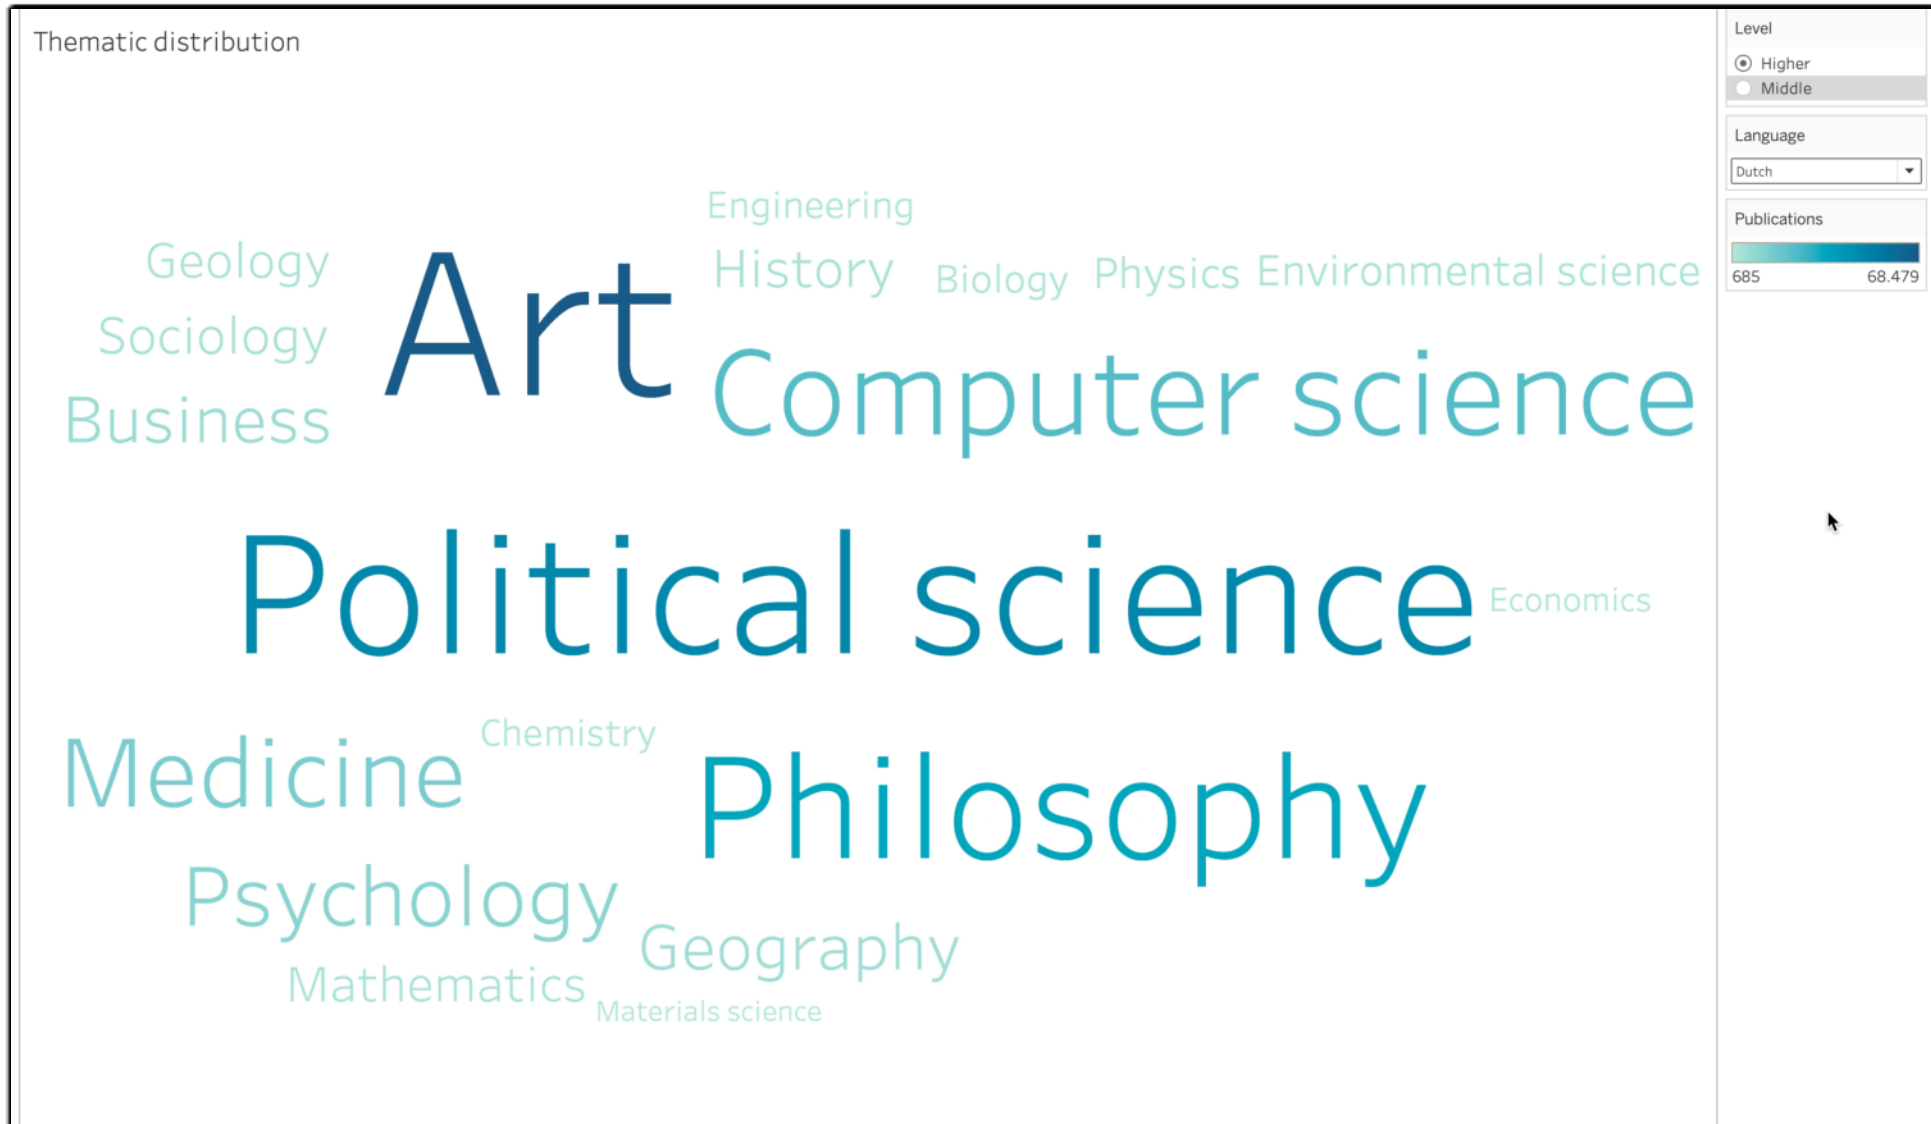 Thematic distribution
Engineering
Geology
Art
History
Biology
Physics
Environmental science
Sociology
Computer science
Business
Political science
Economics
Medicine
Chemistry
Philosophy
Psychology
Geography
Mathematics
Materials science
Level
Higher
Middle
Language
Dutch
Publications
685 68.479